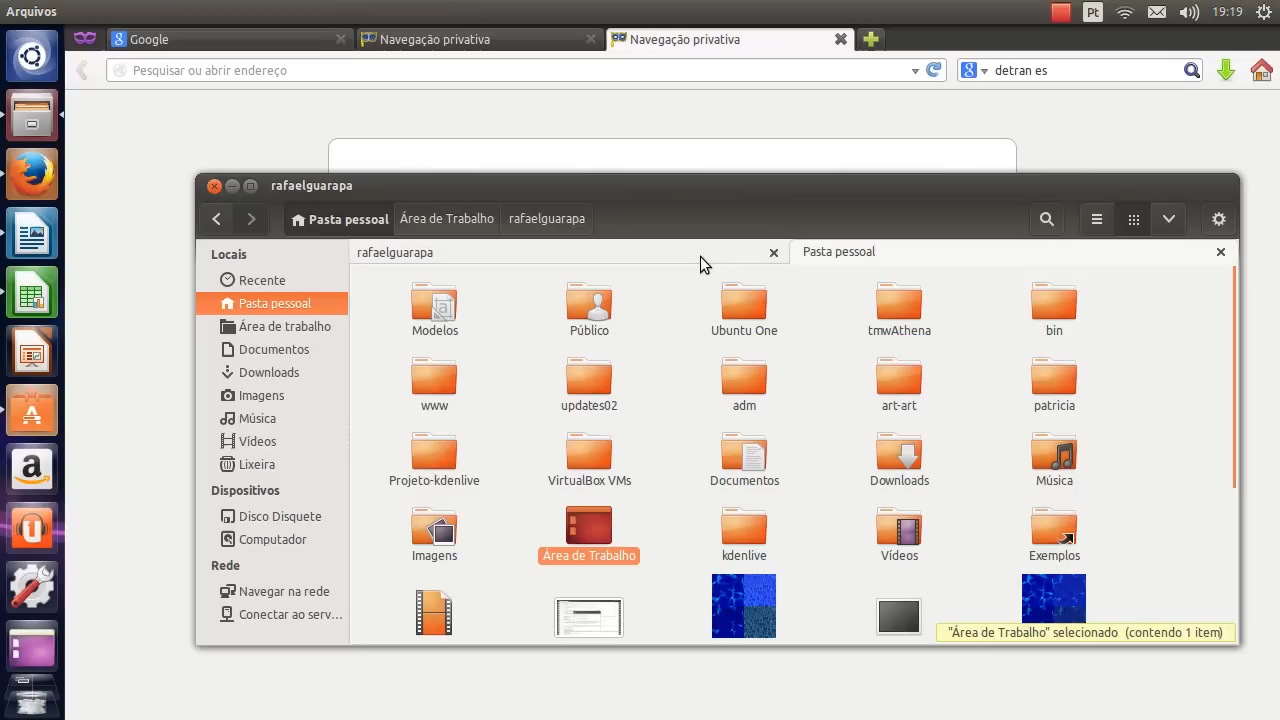 Arquivos
Pt
19:19
Google
Navegação privativa
Navegação privativa
Pesquisar ou abrir endereço
detran es
rafaelguarapa
Pasta pessoal
Área de Trabalho
rafaelguarapa
Locais
rafaelguarapa
Pasta pessoal
Recente
Pasta pessoal
Área de trabalho
Documentos
Downloads
Imagens
Música
Vídeos
Lixeira
Dispositivos
Disco Disquete
Computador
Rede
Navegar na rede
Conectar ao serv...
Modelos
Público
Ubuntu One
tmwAthena
bin
www
updates02
adm
art-art
patricia
Projeto-kdenlive
VirtualBox VMs
Documentos
Downloads
Música
Imagens
Área de Trabalho
kdenlive
Vídeos
Exemplos
"Área de Trabalho" selecionado (contendo 1 item)